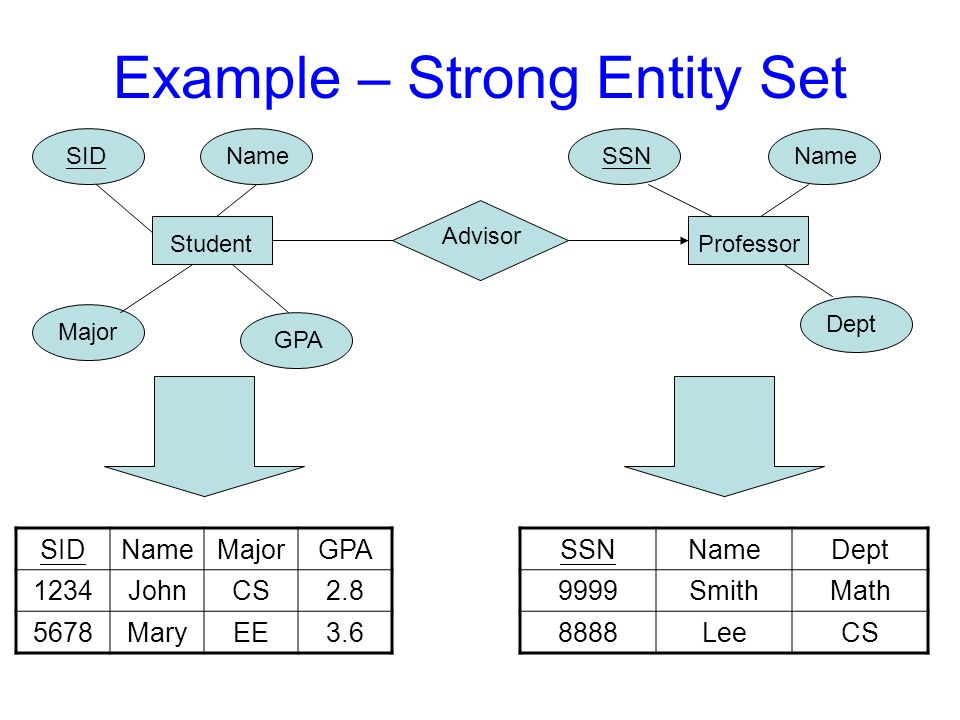 Example – Strong Entity Set
SID Name SSN Name
Advisor
Student Professor
Major GPA Dept
SID Name Major GPA
1234 John CS 2.8
5678 Mary EE 3.6
SSN Name Dept
9999 Smith Math
8888 Lee CS